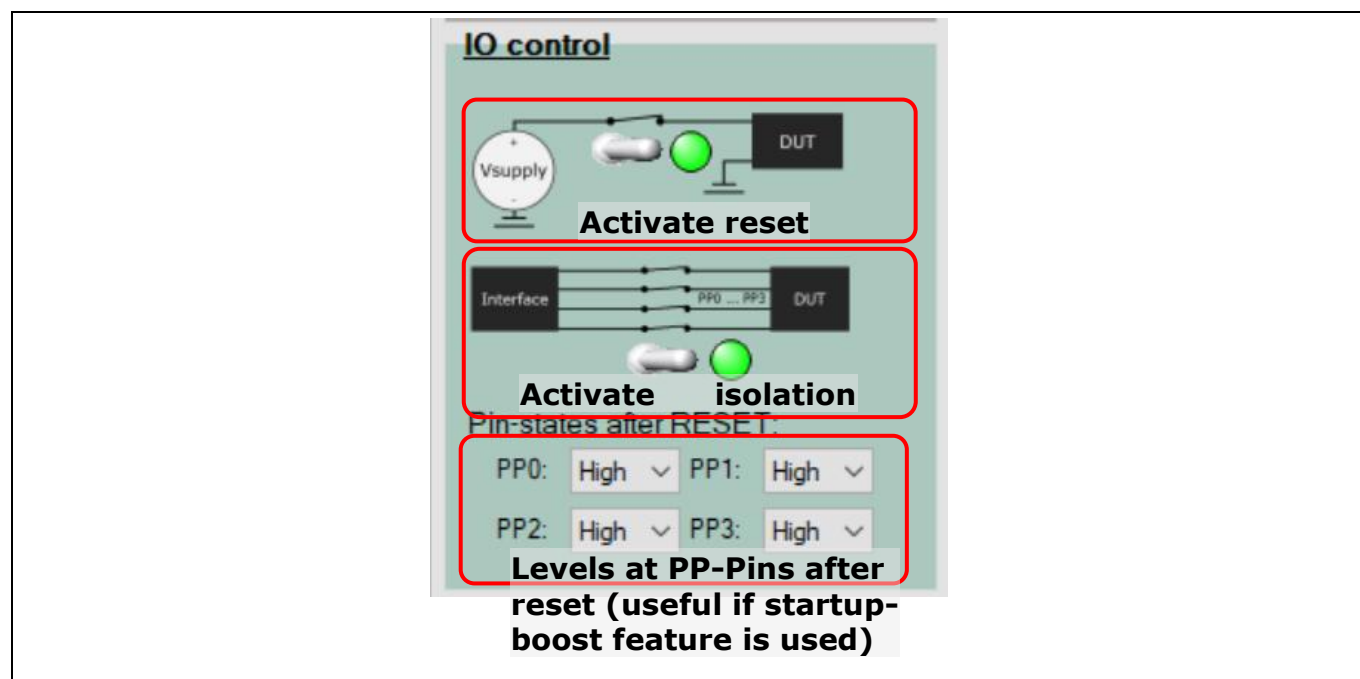 IO control
DUT
Vsupply
Activate reset
Interface
PP0 ... PP3
DUT
Activate isolation
Pin-states after RESET:
PP0: High PP1: High
PP2: High PP3: High
Levels at PP-Pins after
reset (useful if startup-
boost feature is used)